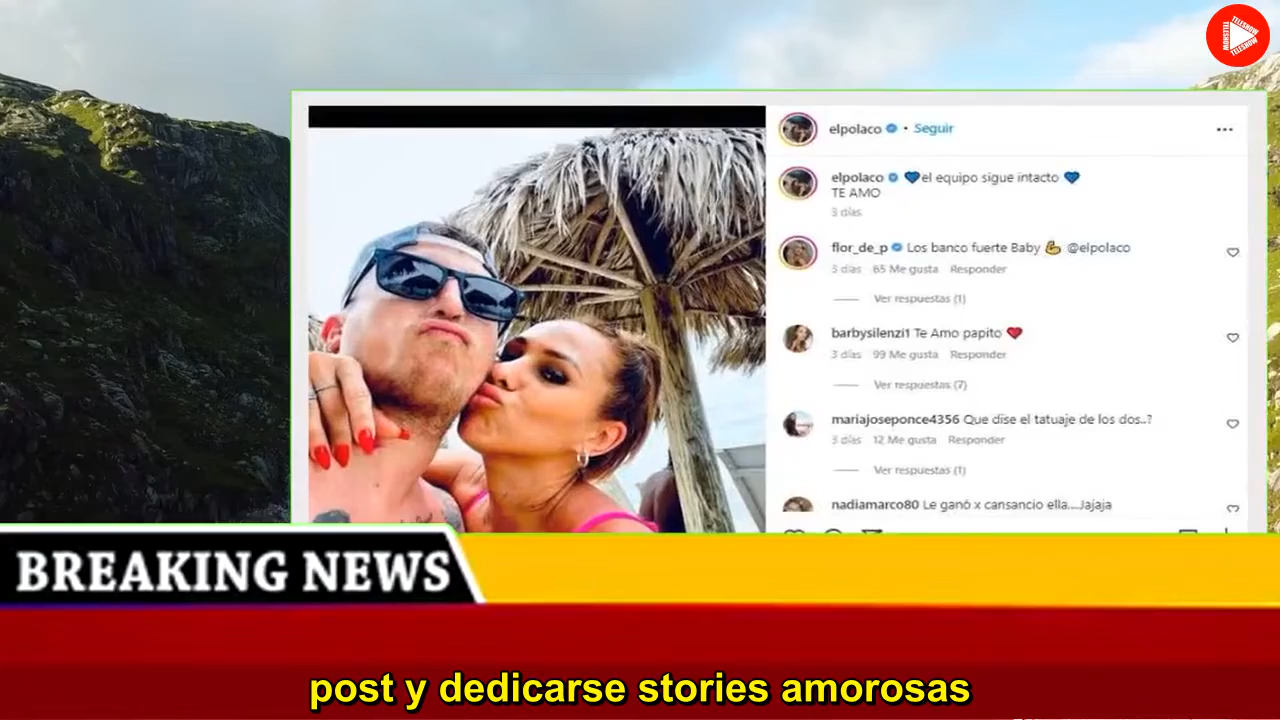 TELESHOW
TELESHOW
TELESHOW
elpolaco • Seguir
elpolaco 💙el equipo sigue intacto 💙
TE AMO
3 días
flor_de_p Los banco fuerte Baby 💪 @elpolaco
3 días 65 Me gusta Responder
Ver respuestas (1)
barbysilenzi1 Te Amo papito ❤️
3 días 99 Me gusta Responder
Ver respuestas (7)
mariajoseponce4356 Que dise el tatuaje de los dos..?
3 días 12 Me gusta Responder
Ver respuestas (1)
nadiamarco80 Le ganó x cansancio ella....Jajaja
BREAKING NEWS
post y dedicarse stories amorosas